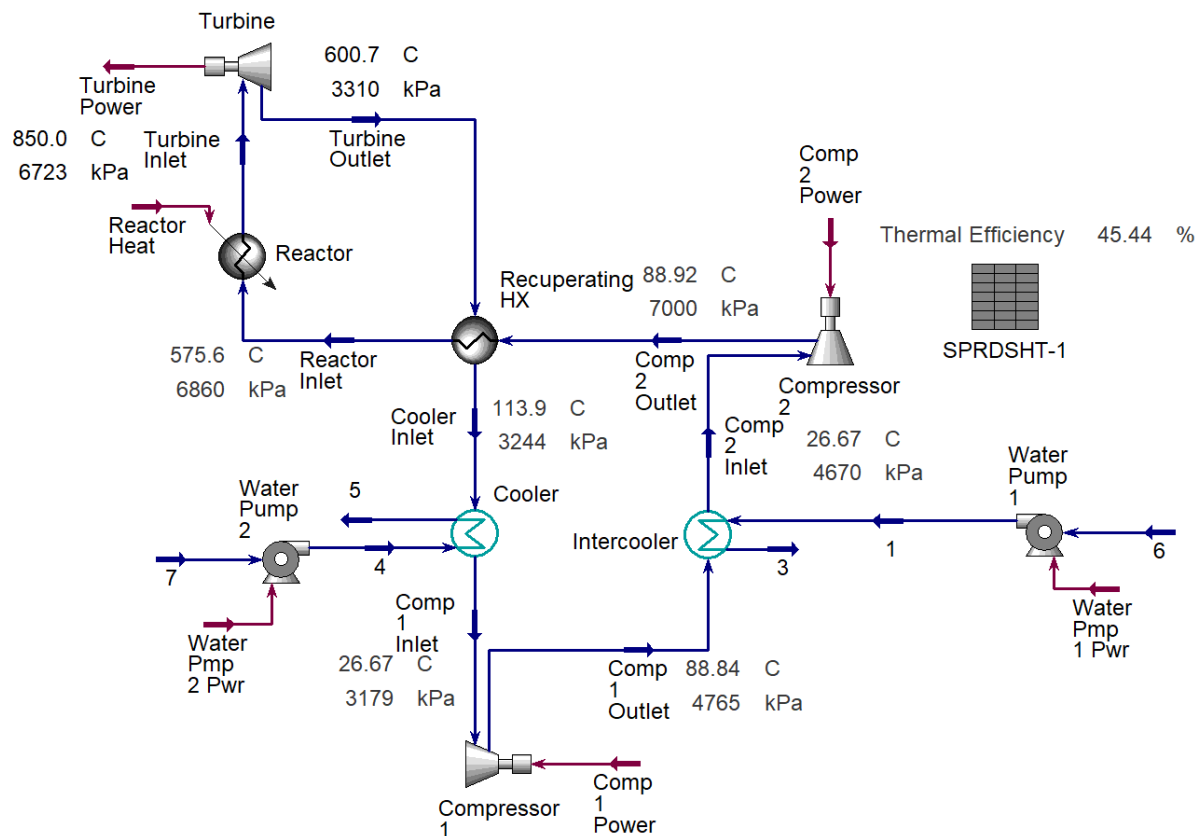 Turbine
600.7 C
3310 kPa
Turbine
Power
850.0 C
6723 kPa
Turbine
Inlet
Turbine
Outlet
Comp
2
Power
Reactor
Heat
Reactor
Thermal Efficiency 45.44 %
Recuperating
HX
88.92 C
7000 kPa
SPRDSHT-1
575.6 C
6860 kPa
Reactor
Inlet
Comp
2
Outlet
Compressor
2
Cooler
Inlet
113.9 C
3244 kPa
Comp
2
Inlet
26.67 C
4670 kPa
Water
Pump
1
Water
Pump
2
5
Cooler
Intercooler
7
4
3
1
6
Water
Pmp
2 Pwr
Comp
1
Inlet
26.67 C
3179 kPa
Comp
1
Outlet
88.84 C
4765 kPa
Water
Pmp
1 Pwr
Compressor
1
Comp
1
Power